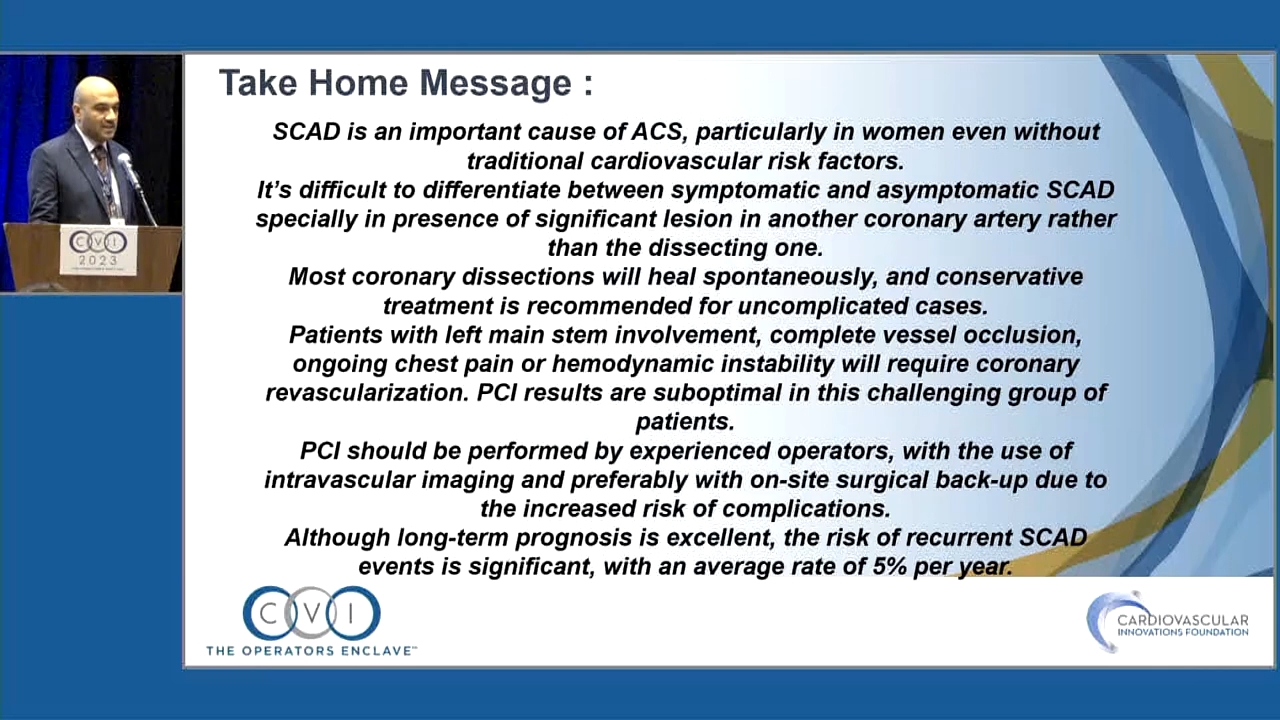 Take Home Message :
SCAD is an important cause of ACS, particularly in women even without
traditional cardiovascular risk factors.
It’s difficult to differentiate between symptomatic and asymptomatic SCAD
specially in presence of significant lesion in another coronary artery rather
than the dissecting one.
Most coronary dissections will heal spontaneously, and conservative
treatment is recommended for uncomplicated cases.
Patients with left main stem involvement, complete vessel occlusion,
ongoing chest pain or hemodynamic instability will require coronary
revascularization. PCI results are suboptimal in this challenging group of
patients.
PCI should be performed by experienced operators, with the use of
intravascular imaging and preferably with on-site surgical back-up due to
the increased risk of complications.
Although long-term prognosis is excellent, the risk of recurrent SCAD
events is significant, with an average rate of 5% per year.
CVI
THE OPERATORS ENCLAVE™
CARDIOVASCULAR
INNOVATIONS FOUNDATION
CVI
2023